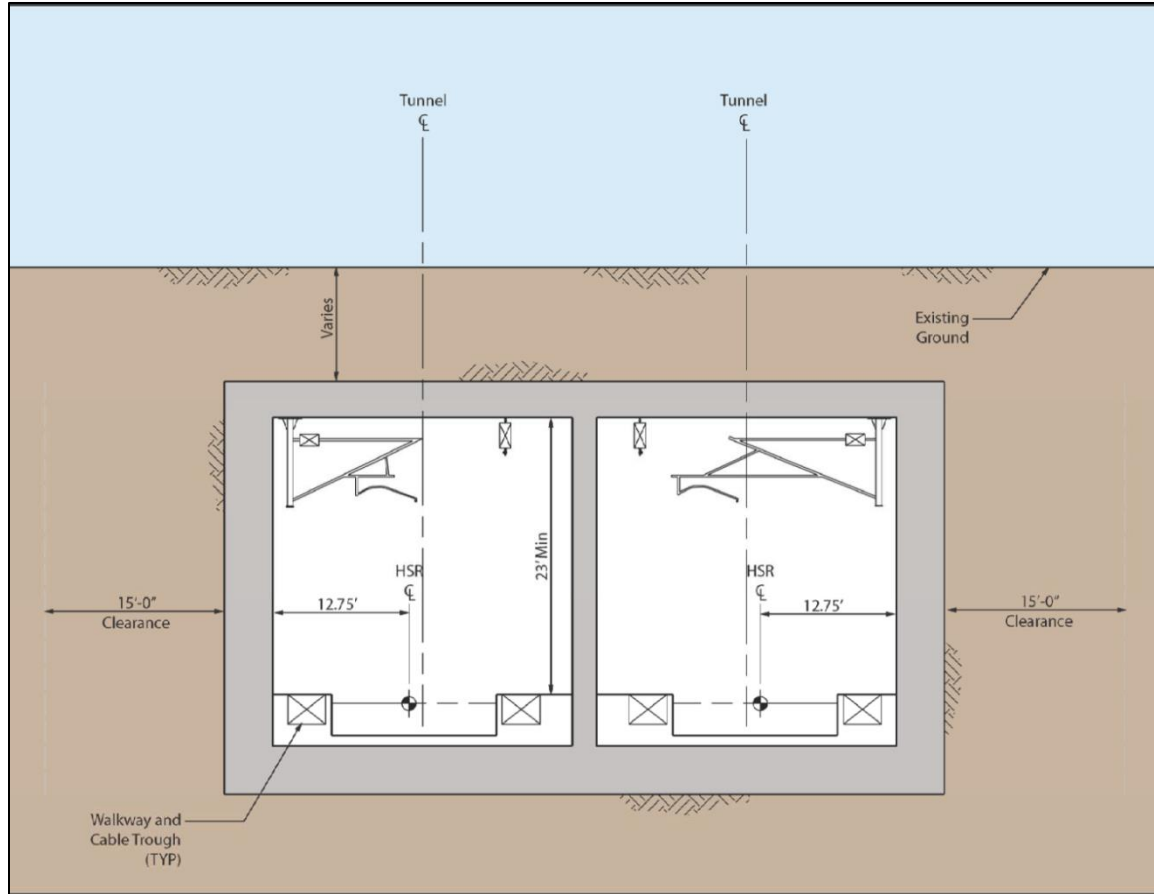 Tunnel
℄
Tunnel
℄
Varies
Existing
Ground
23'Min
HSR
℄
HSR
℄
12.75'
12.75'
15'-0"
Clearance
15'-0"
Clearance
Walkway and
Cable Trough
(TYP)